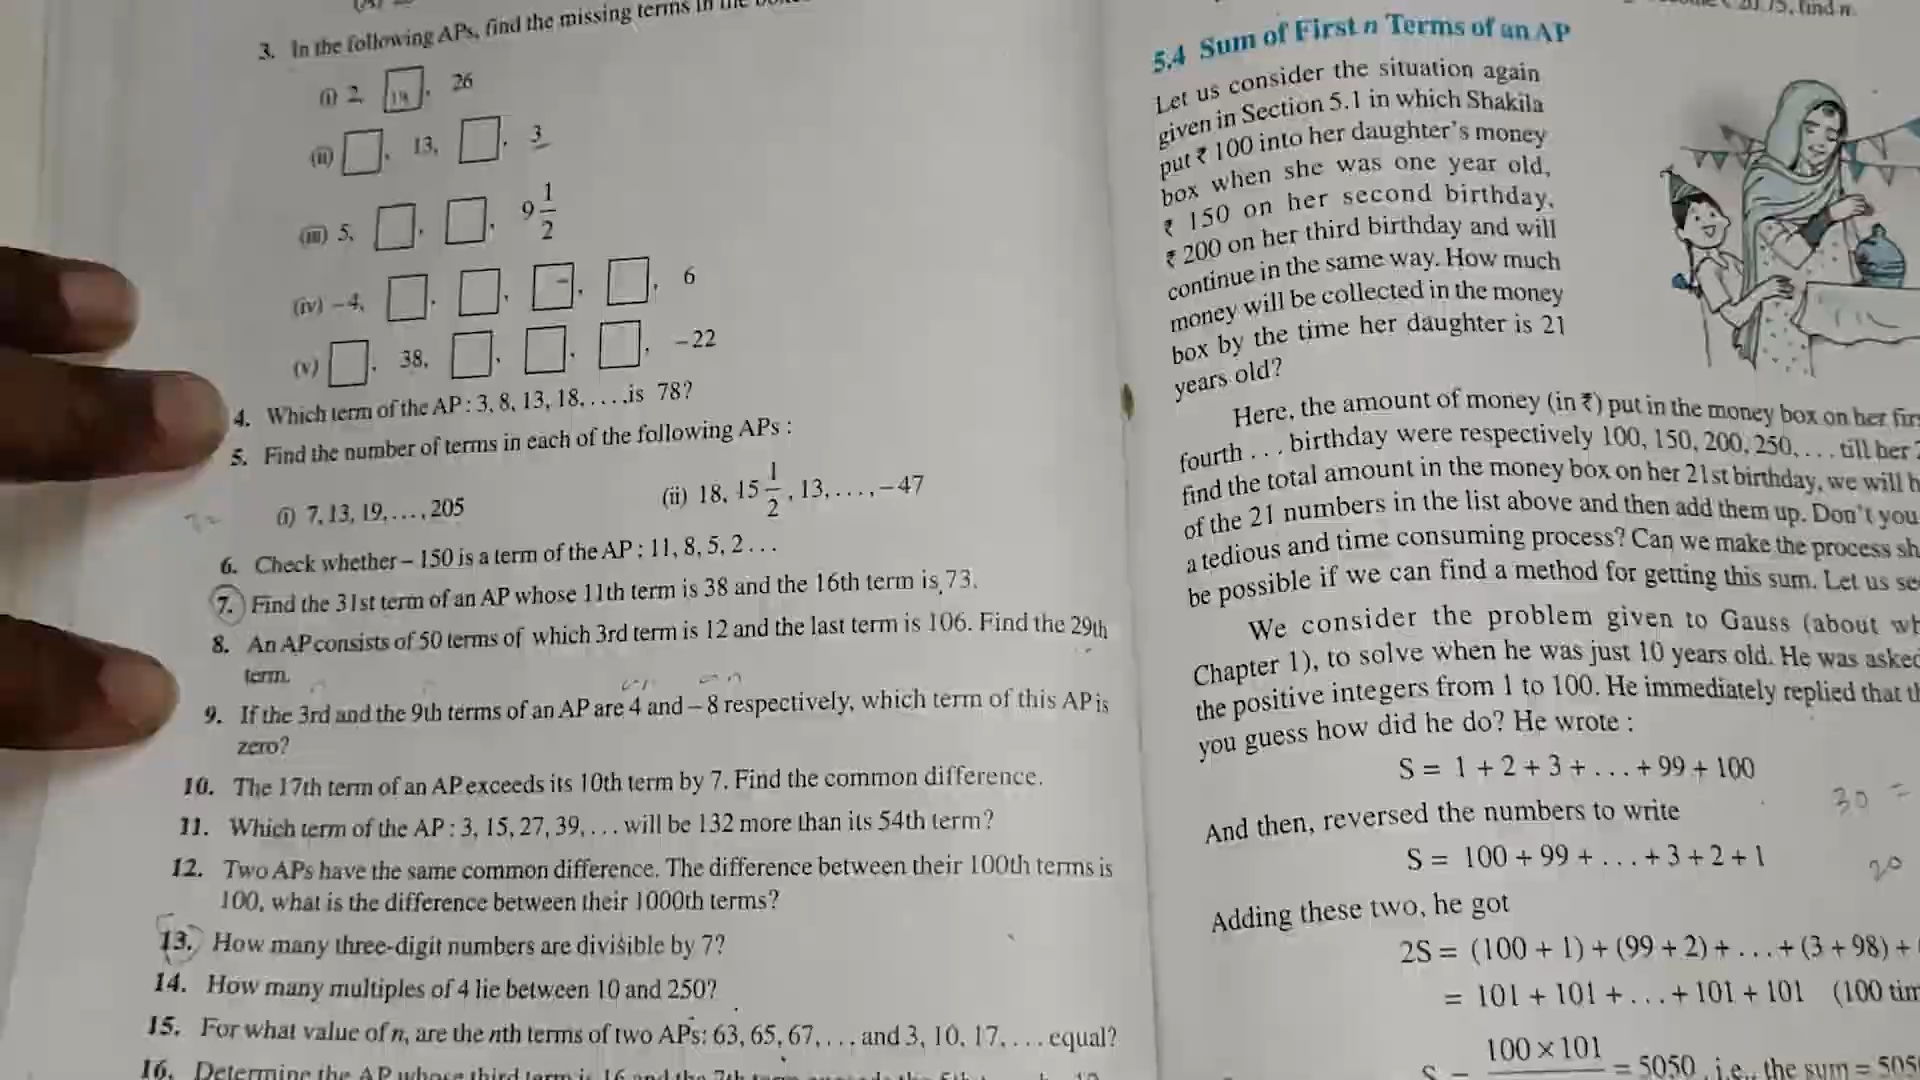 3. In the following APs, find the missing terms in the
(i) 2, 14, 26
(ii) , 13, , 3
(iii) 5, , , 9 1/2
(iv) – 4, , , , , 6
(v) , 38, , , , – 22
4. Which term of the AP : 3, 8, 13, 18, . . . ,is 78?
5. Find the number of terms in each of the following APs :
(i) 7, 13, 19, . . . , 205 (ii) 18, 15 1/2, 13, . . . , – 47
6. Check whether – 150 is a term of the AP : 11, 8, 5, 2 . . .
7. Find the 31st term of an AP whose 11th term is 38 and the 16th term is 73.
8. An AP consists of 50 terms of which 3rd term is 12 and the last term is 106. Find the 29th
term.
9. If the 3rd and the 9th terms of an AP are 4 and – 8 respectively, which term of this AP is
zero?
10. The 17th term of an AP exceeds its 10th term by 7. Find the common difference.
11. Which term of the AP : 3, 15, 27, 39, . . . will be 132 more than its 54th term?
12. Two APs have the same common difference. The difference between their 100th terms is
100, what is the difference between their 1000th terms?
13. How many three-digit numbers are divisible by 7?
14. How many multiples of 4 lie between 10 and 250?
15. For what value of n, are the nth terms of two APs: 63, 65, 67, . . . and 3, 10, 17, . . . equal?
16. Determine the AP whose third term is 16 and the 7th term
20.75, find n.
5.4 Sum of First n Terms of an AP
Let us consider the situation again
given in Section 5.1 in which Shakila
put ₹ 100 into her daughter's money
box when she was one year old,
₹ 150 on her second birthday,
₹ 200 on her third birthday and will
continue in the same way. How much
money will be collected in the money
box by the time her daughter is 21
years old?
Here, the amount of money (in ₹) put in the money box on her
fourth . . . birthday were respectively 100, 150, 200, 250, . . . till her
find the total amount in the money box on her 21st birthday, we will
of the 21 numbers in the list above and then add them up. Don't you
a tedious and time consuming process? Can we make the process
be possible if we can find a method for getting this sum. Let us
We consider the problem given to Gauss (about
Chapter 1), to solve when he was just 10 years old. He was
the positive integers from 1 to 100. He immediately replied that
you guess how did he do? He wrote :
S = 1 + 2 + 3 + . . . + 99 + 100
30 =
And then, reversed the numbers to write
S = 100 + 99 + . . . + 3 + 2 + 1
20
Adding these two, he got
2S = (100 + 1) + (99 + 2) + . . . + (3 + 98) +
= 101 + 101 + . . . + 101 + 101 (100
S = 100 × 101 = 5050, i.e., the sum =